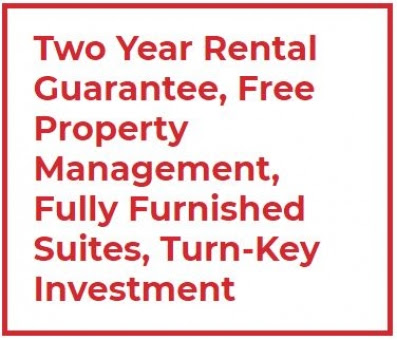 Two Year Rental
Guarantee, Free
Property
Management,
Fully Furnished
Suites, Turn-Key
Investment